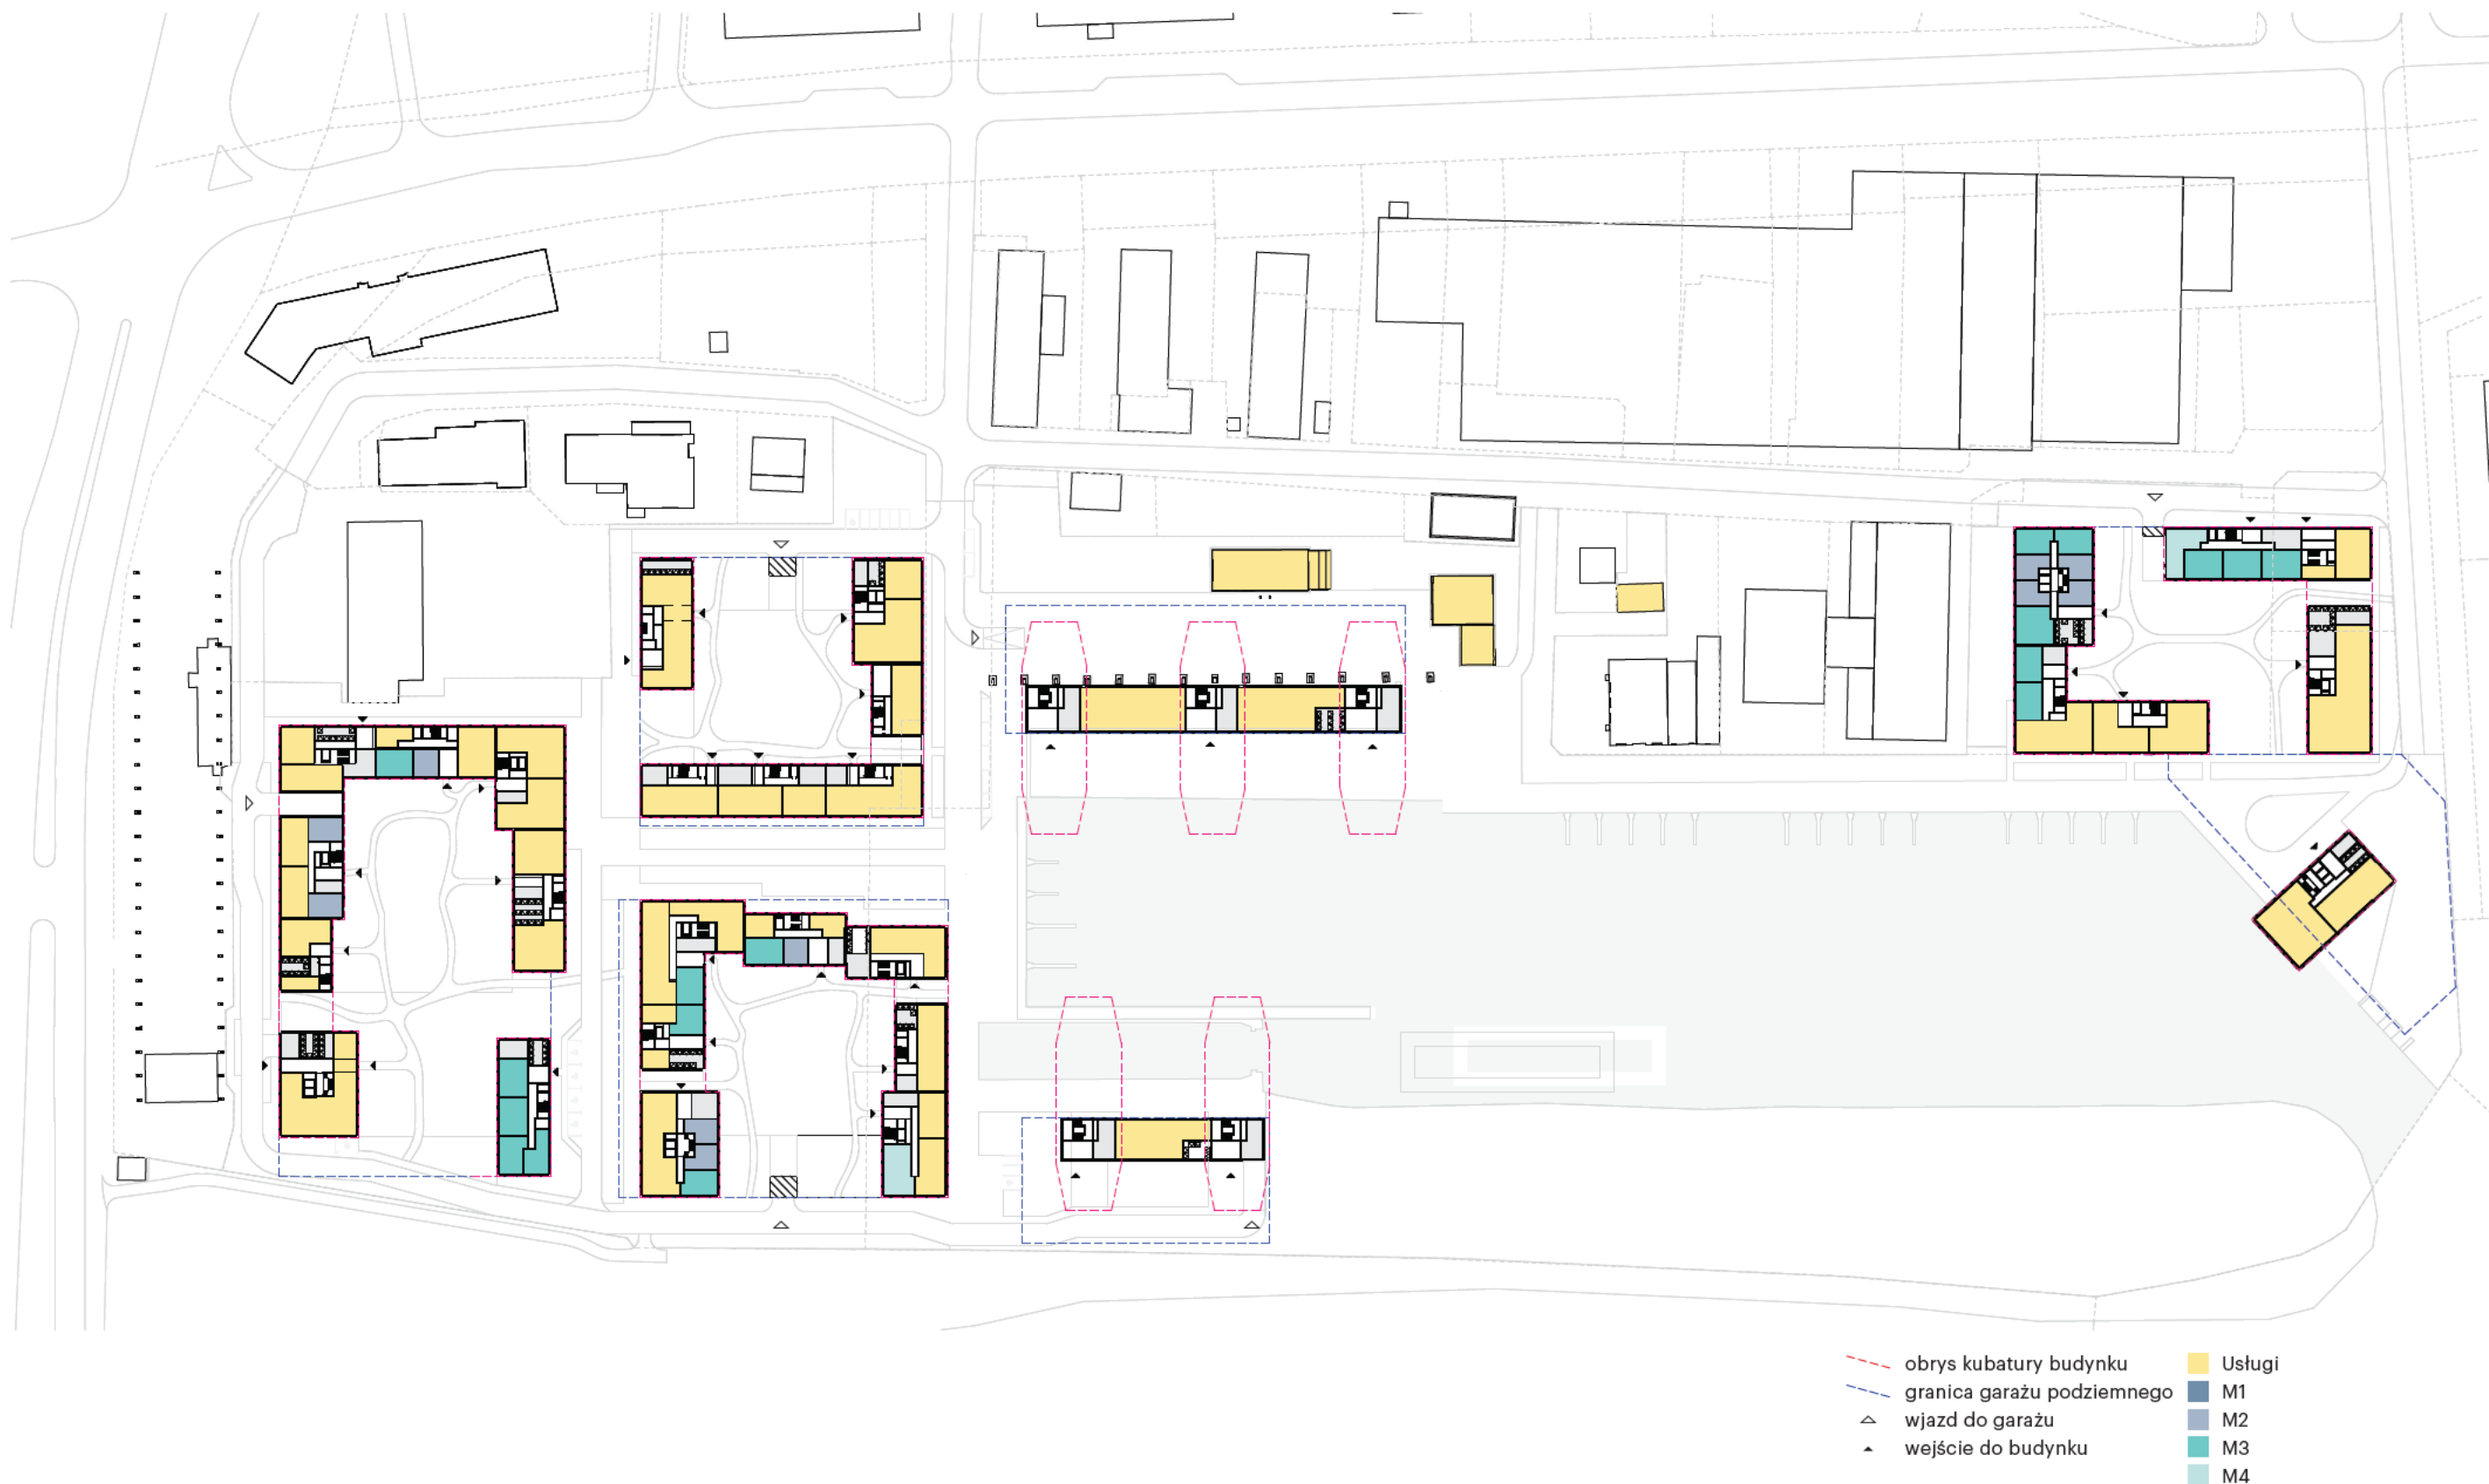 obrys kubatury budynku
granica garażu podziemnego
wjazd do garażu
wejście do budynku
Usługi
M1
M2
M3
M4